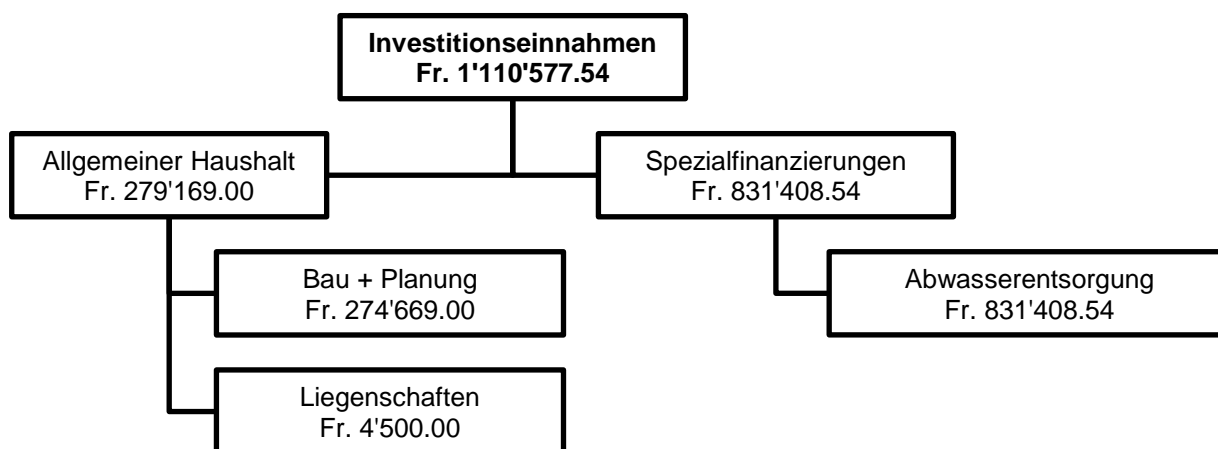 Investitionseinnahmen
Fr. 1'110'577.54
Allgemeiner Haushalt
Fr. 279'169.00
Spezialfinanzierungen
Fr. 831'408.54
Bau + Planung
Fr. 274'669.00
Abwasserentsorgung
Fr. 831'408.54
Liegenschaften
Fr. 4'500.00